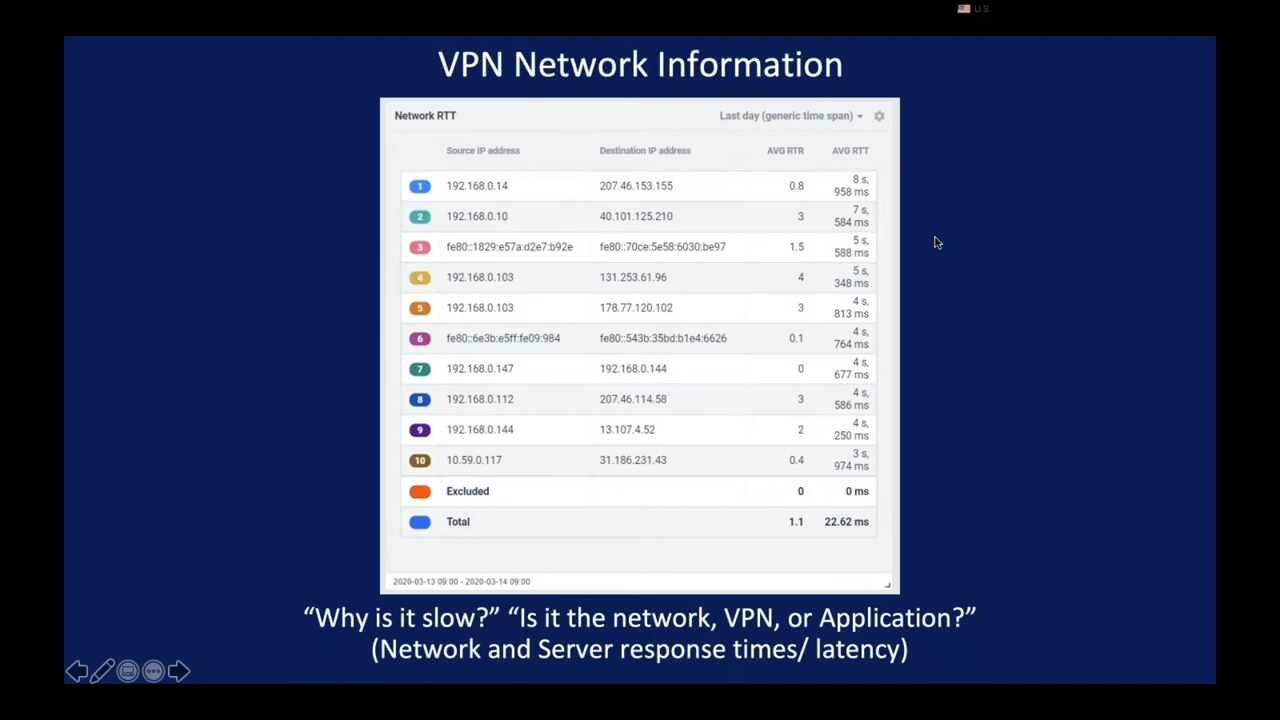 U.S.
VPN Network Information
Network RTT Last day (generic time span)
Source IP address Destination IP address AVG RTR AVG RTT
1 192.168.0.14 207.46.153.155 0.8 8 s, 958 ms
2 192.168.0.10 40.101.125.210 3 7 s, 584 ms
3 fe80::1829:e57a:d2e7:b92e fe80::70ce:5e58:6030:be97 1.5 5 s, 588 ms
4 192.168.0.103 131.253.61.96 4 5 s, 348 ms
5 192.168.0.103 178.77.120.102 3 4 s, 813 ms
6 fe80::6e3b:e5ff:fe09:984 fe80::543b:35bd:b1e4:6626 0.1 4 s, 764 ms
7 192.168.0.147 192.168.0.144 0 4 s, 677 ms
8 192.168.0.112 207.46.114.58 3 4 s, 586 ms
9 192.168.0.144 13.107.4.52 2 4 s, 250 ms
10 10.59.0.117 31.186.231.43 0.4 3 s, 974 ms
Excluded 0 0 ms
Total 1.1 22.62 ms
2020-03-13 09:00 - 2020-03-14 09:00
“Why is it slow?” “Is it the network, VPN, or Application?”
(Network and Server response times/ latency)